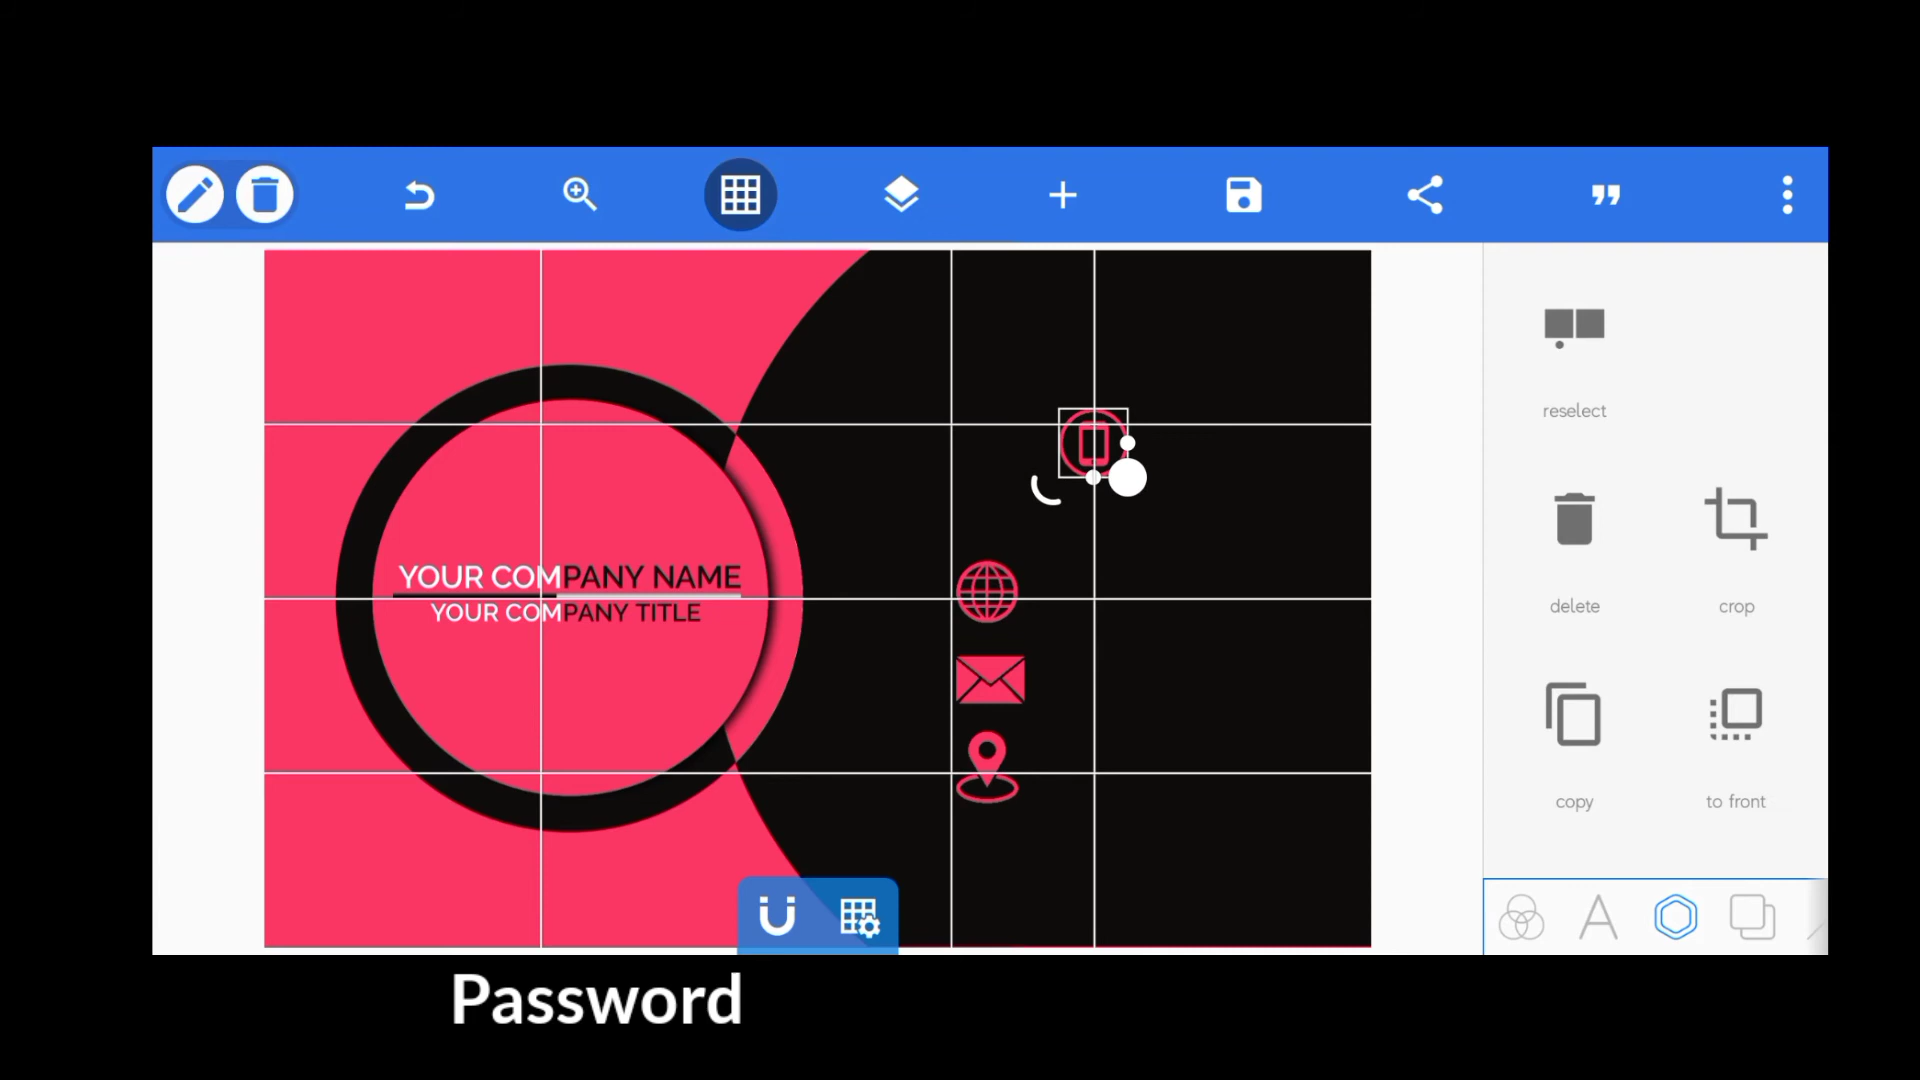 reselect
YOUR COMPANY NAME
YOUR COMPANY TITLE
delete
crop
copy
to front
A
Password